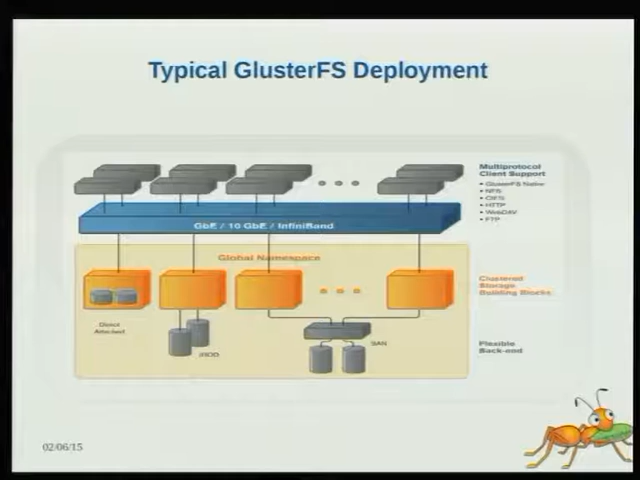 Typical GlusterFS Deployment
Multiprotocol
Client Support
• GlusterFS Native
• NFS
• CIFS
• HTTP
• WebDAV
• FTP
GbE / 10 GbE / InfiniBand
Global Namespace
Clustered
Storage
Building Blocks
Direct
Attached
JBOD
SAN
Flexible
Back-end
02/06/15